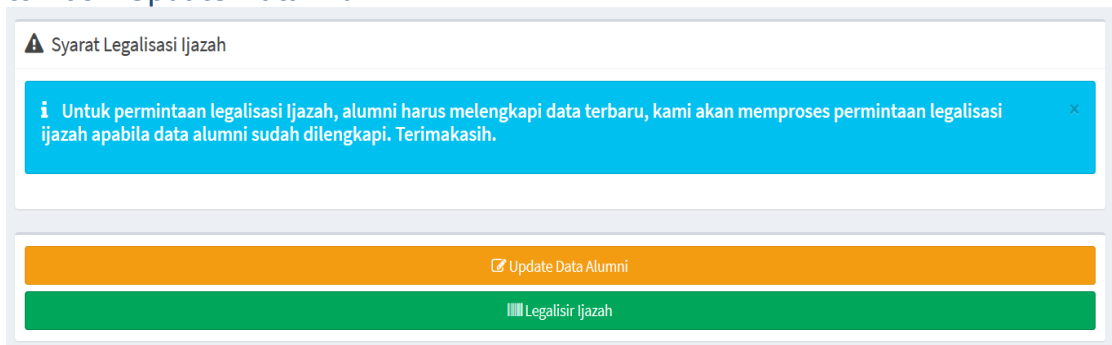 Syarat Legalisasi Ijazah
i Untuk permintaan legalisasi Ijazah, alumni harus melengkapi data terbaru, kami akan memproses permintaan legalisasi
ijazah apabila data alumni sudah dilengkapi. Terimakasih.
×
Update Data Alumni
Legalisir Ijazah